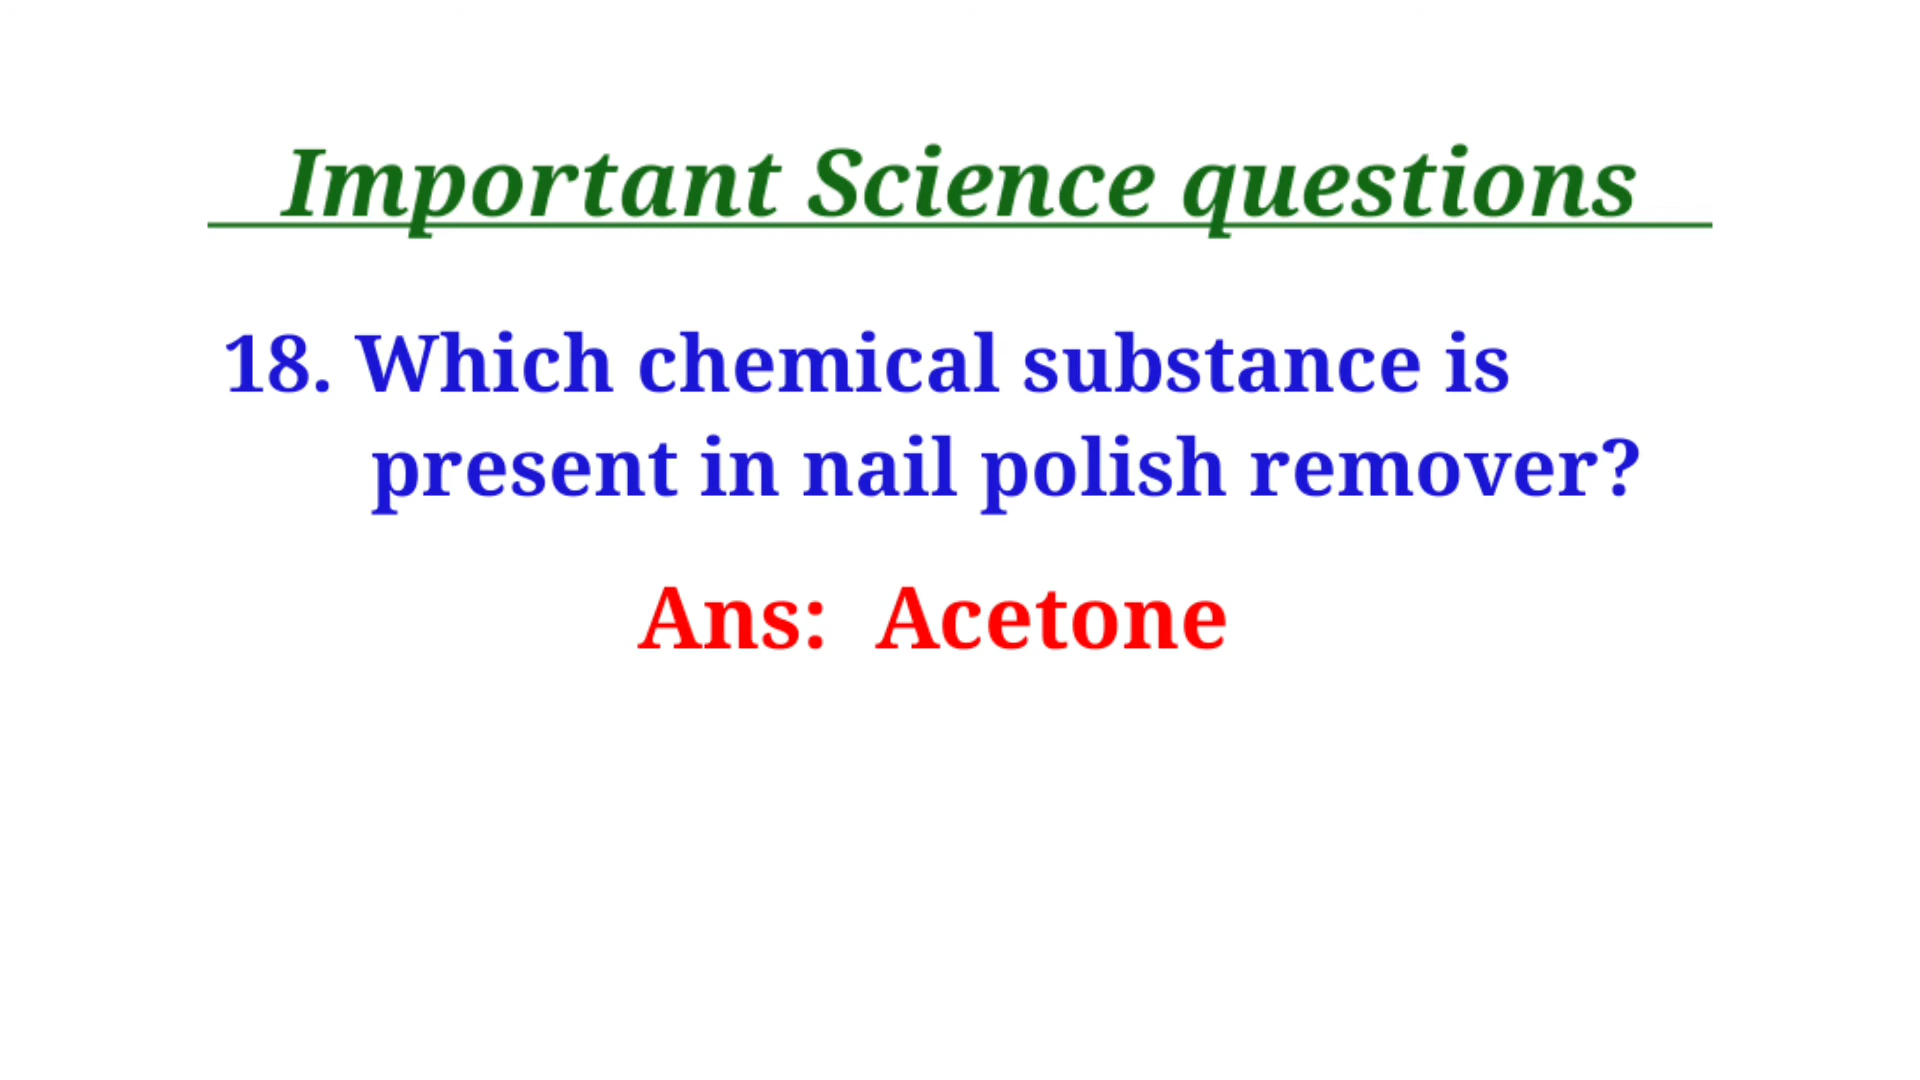 Important Science questions
18. Which chemical substance is
present in nail polish remover?
Ans: Acetone